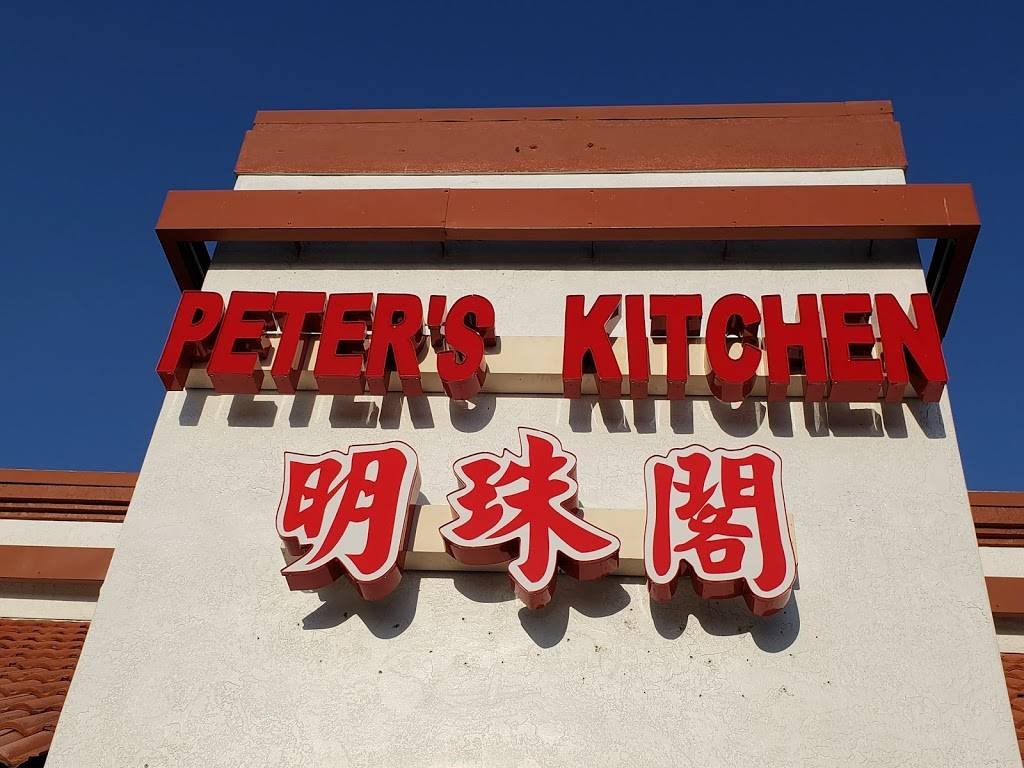 PETER'S KITCHEN
明珠閣